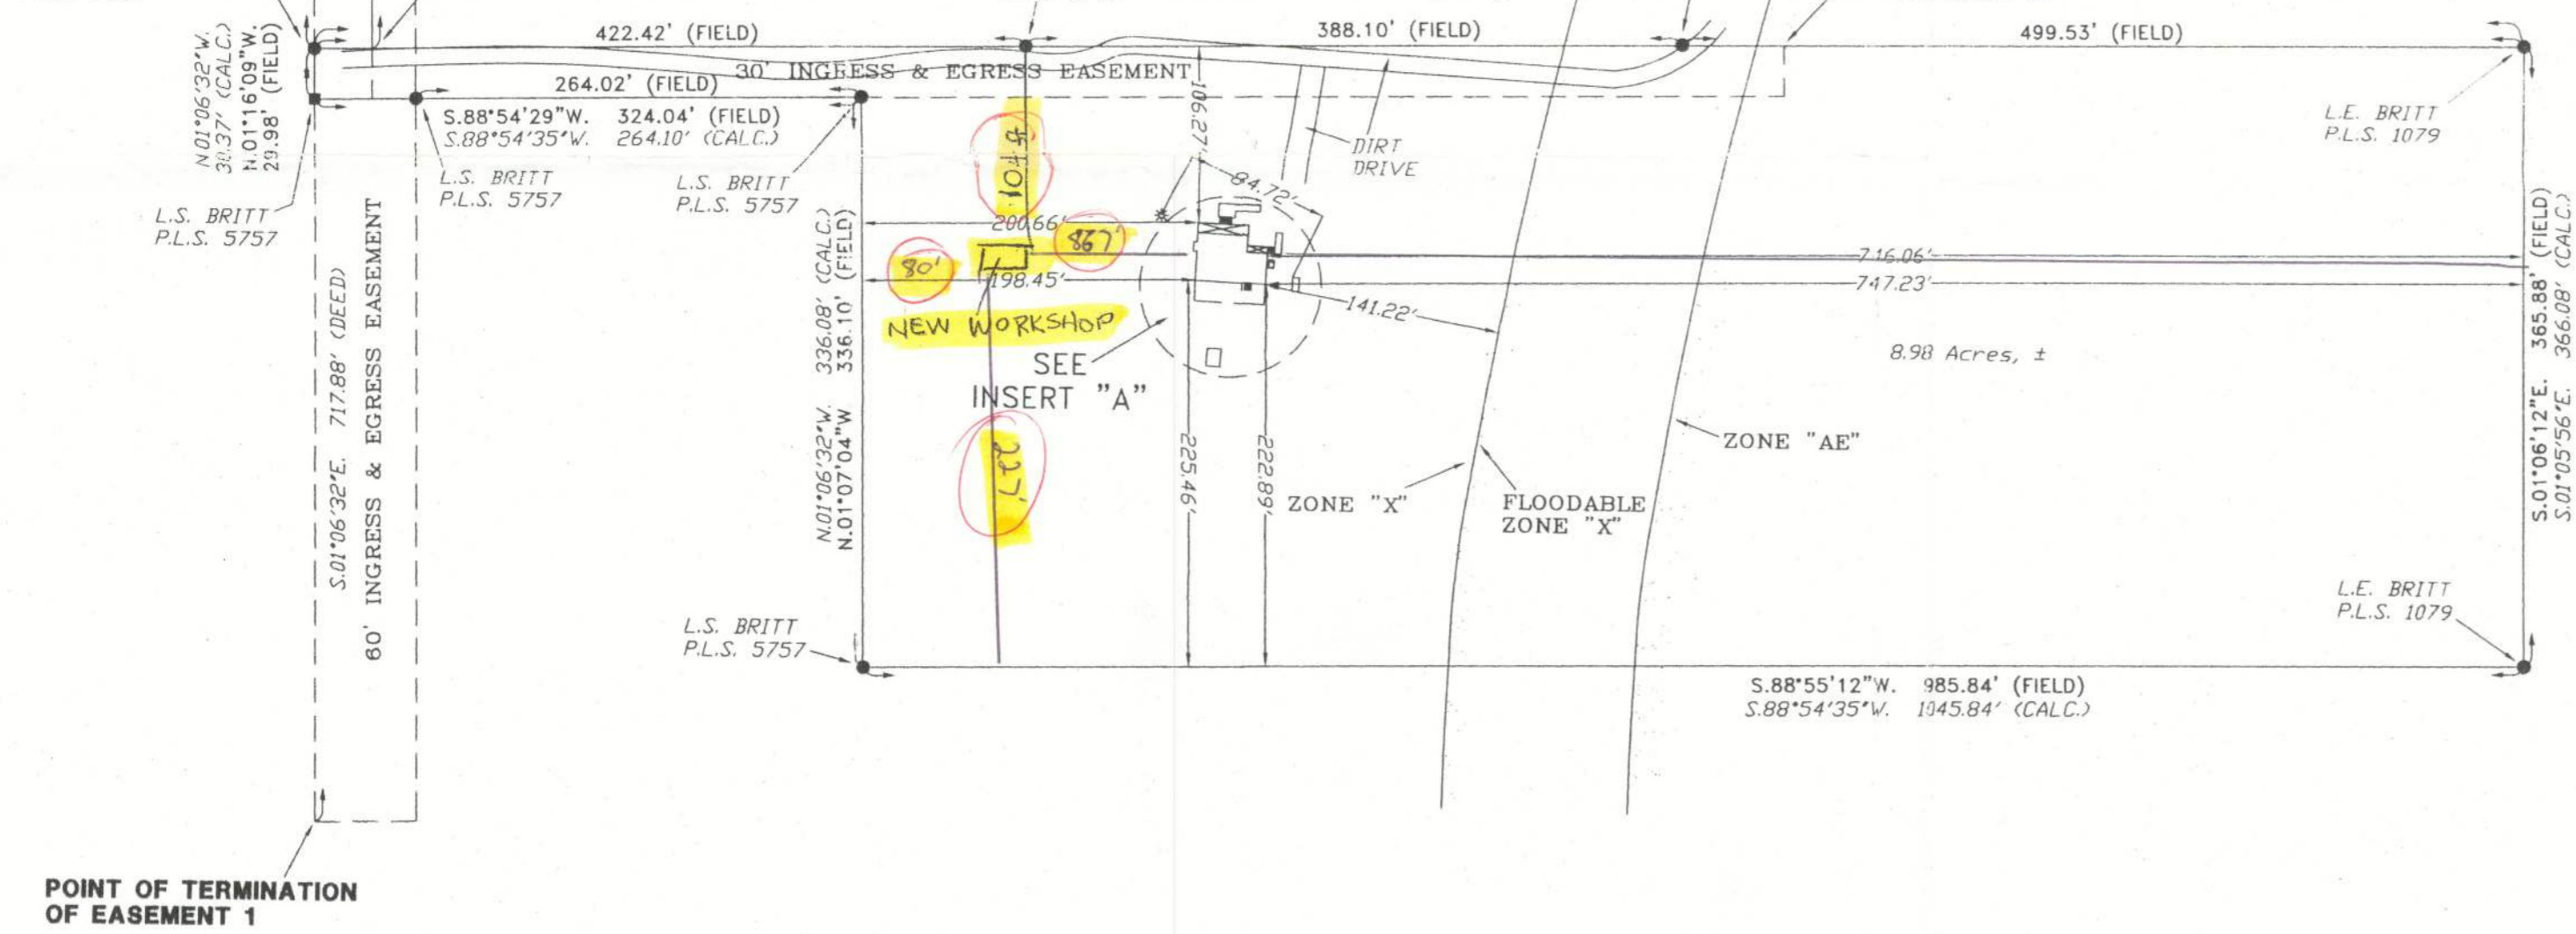 422.42' (FIELD)
388.10' (FIELD)
499.53' (FIELD)
N.01°06'32"W.
30.37' (CALC.)
N.01°16'09"W.
29.98' (FIELD)
30' INGRESS & EGRESS EASEMENT
264.02' (FIELD)
S.88°54'29"W. 324.04' (FIELD)
S.88°54'35"W. 264.10' (CALC.)
106.27'
L.E. BRITT
P.L.S. 1079
DIRT
DRIVE
L.S. BRITT
P.L.S. 5757
L.S. BRITT
P.L.S. 5757
L.S. BRITT
P.L.S. 5757
84.72'
200.66'
80'
198.45'
716.06'
747.23'
141.22'
NEW WORKSHOP
SEE
INSERT "A"
8.98 Acres, ±
S.01°06'32"E. 717.88' (DEED)
60' INGRESS & EGRESS EASEMENT
N.01°06'32"W. 336.08' (CALC.)
N.01°07'04"W 336.10' (FIELD)
227'
225.46'
222.89'
ZONE "X"
FLOODABLE
ZONE "X"
ZONE "AE"
S.01°06'12"E. 365.88' (FIELD)
S.01°05'56"E. 366.08' (CALC.)
L.E. BRITT
P.L.S. 1079
L.S. BRITT
P.L.S. 5757
S.88°55'12"W. 985.84' (FIELD)
S.88°54'35"W. 1045.84' (CALC.)
POINT OF TERMINATION
OF EASEMENT 1